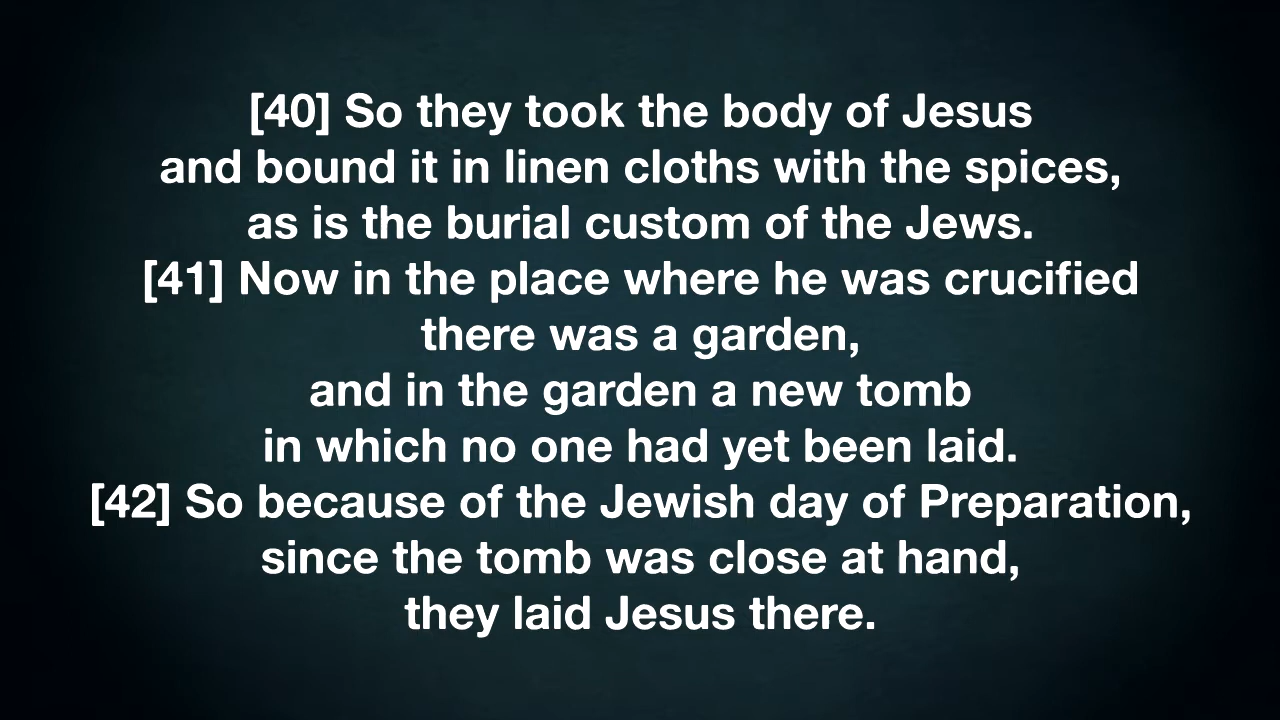 [40] So they took the body of Jesus
and bound it in linen cloths with the spices,
as is the burial custom of the Jews.
[41] Now in the place where he was crucified
there was a garden,
and in the garden a new tomb
in which no one had yet been laid.
[42] So because of the Jewish day of Preparation,
since the tomb was close at hand,
they laid Jesus there.